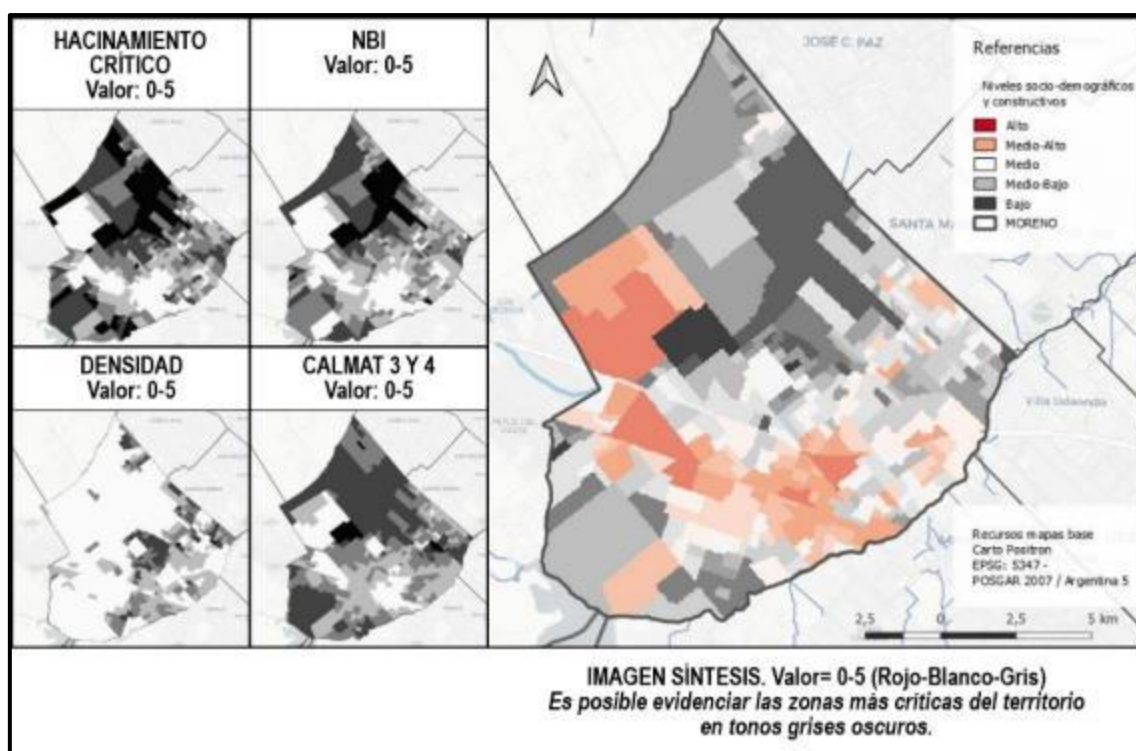 HACINAMIENTO
CRÍTICO
Valor: 0-5
NBI
Valor: 0-5
DENSIDAD
Valor: 0-5
CALMAT 3 Y 4
Valor: 0-5
JOSÉ C. PAZ
SANTA MA
Villa Udaondo
Referencias
Niveles socio-demográficos
y constructivos
Alto
Medio-Alto
Medio
Medio-Bajo
Bajo
MORENO
Recursos mapas base
Carto Positron
EPSG: 5347 -
POSGAR 2007 / Argentina 5
2,5 0 2,5 5 km
IMAGEN SÍNTESIS. Valor= 0-5 (Rojo-Blanco-Gris)
Es posible evidenciar las zonas más críticas del territorio
en tonos grises oscuros.